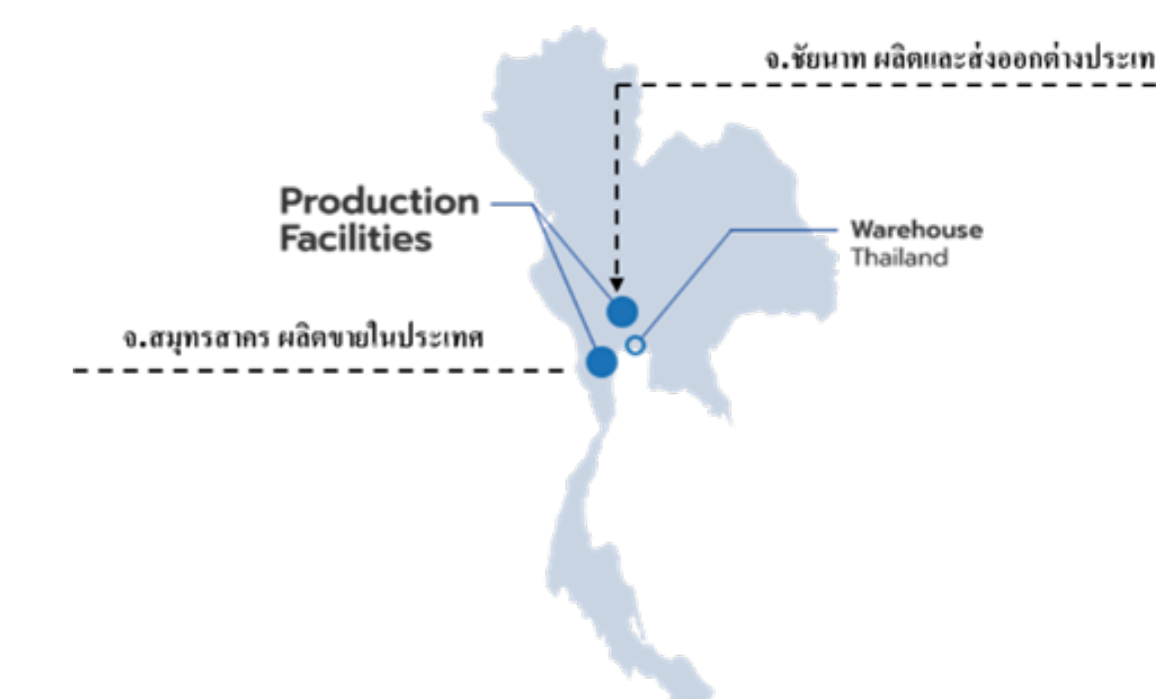 จ.ชัยนาท ผลิตและส่งออกต่างประเท
Production
Facilities
Warehouse
Thailand
จ.สมุทรสาคร ผลิตขายในประเทศ